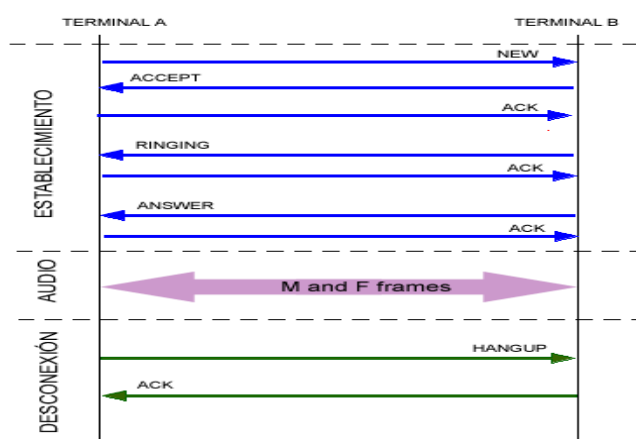 TERMINAL A
TERMINAL B
NEW
ACCEPT
ACK
RINGING
ACK
ANSWER
ACK
ESTABLECIMIENTO
M and F frames
AUDIO
HANGUP
ACK
DESCONEXIÓN